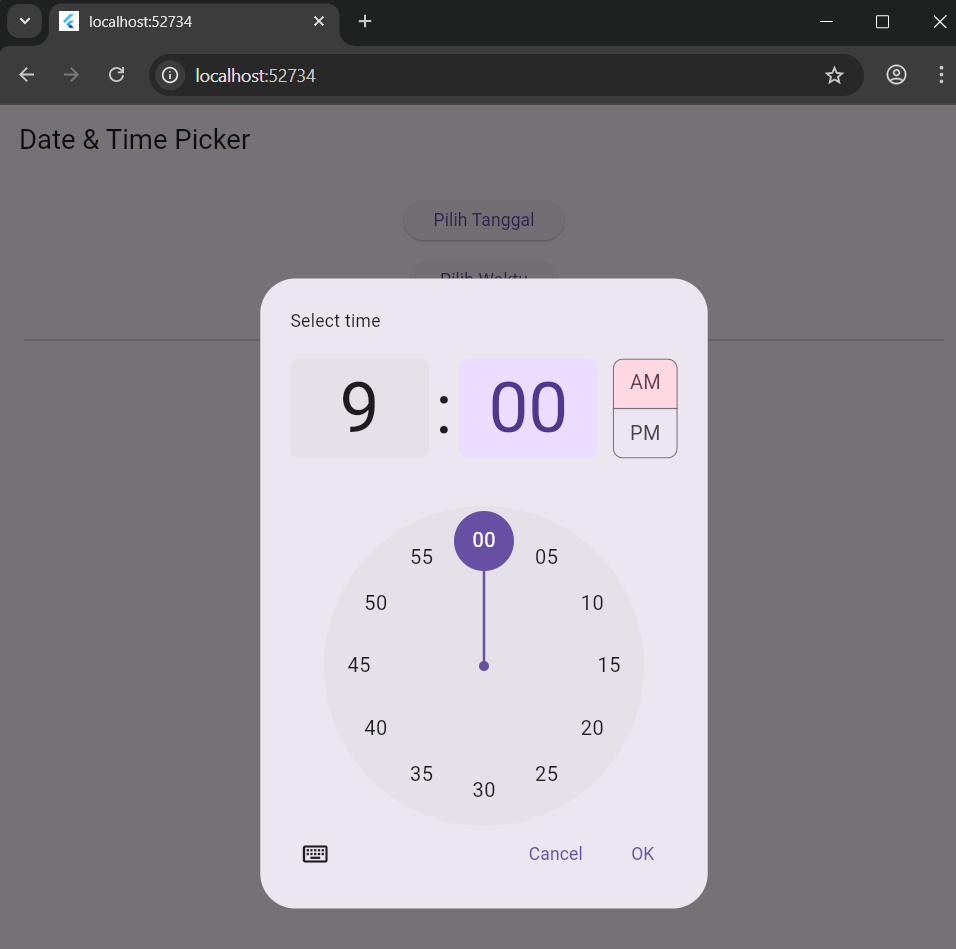 localhost:52734
localhost:52734
Date & Time Picker
Pilih Tanggal
Pilih Waktu
Select time
9 : 00
AM
PM
00
55 05
50 10
45 15
40 20
35 25
30
Cancel OK